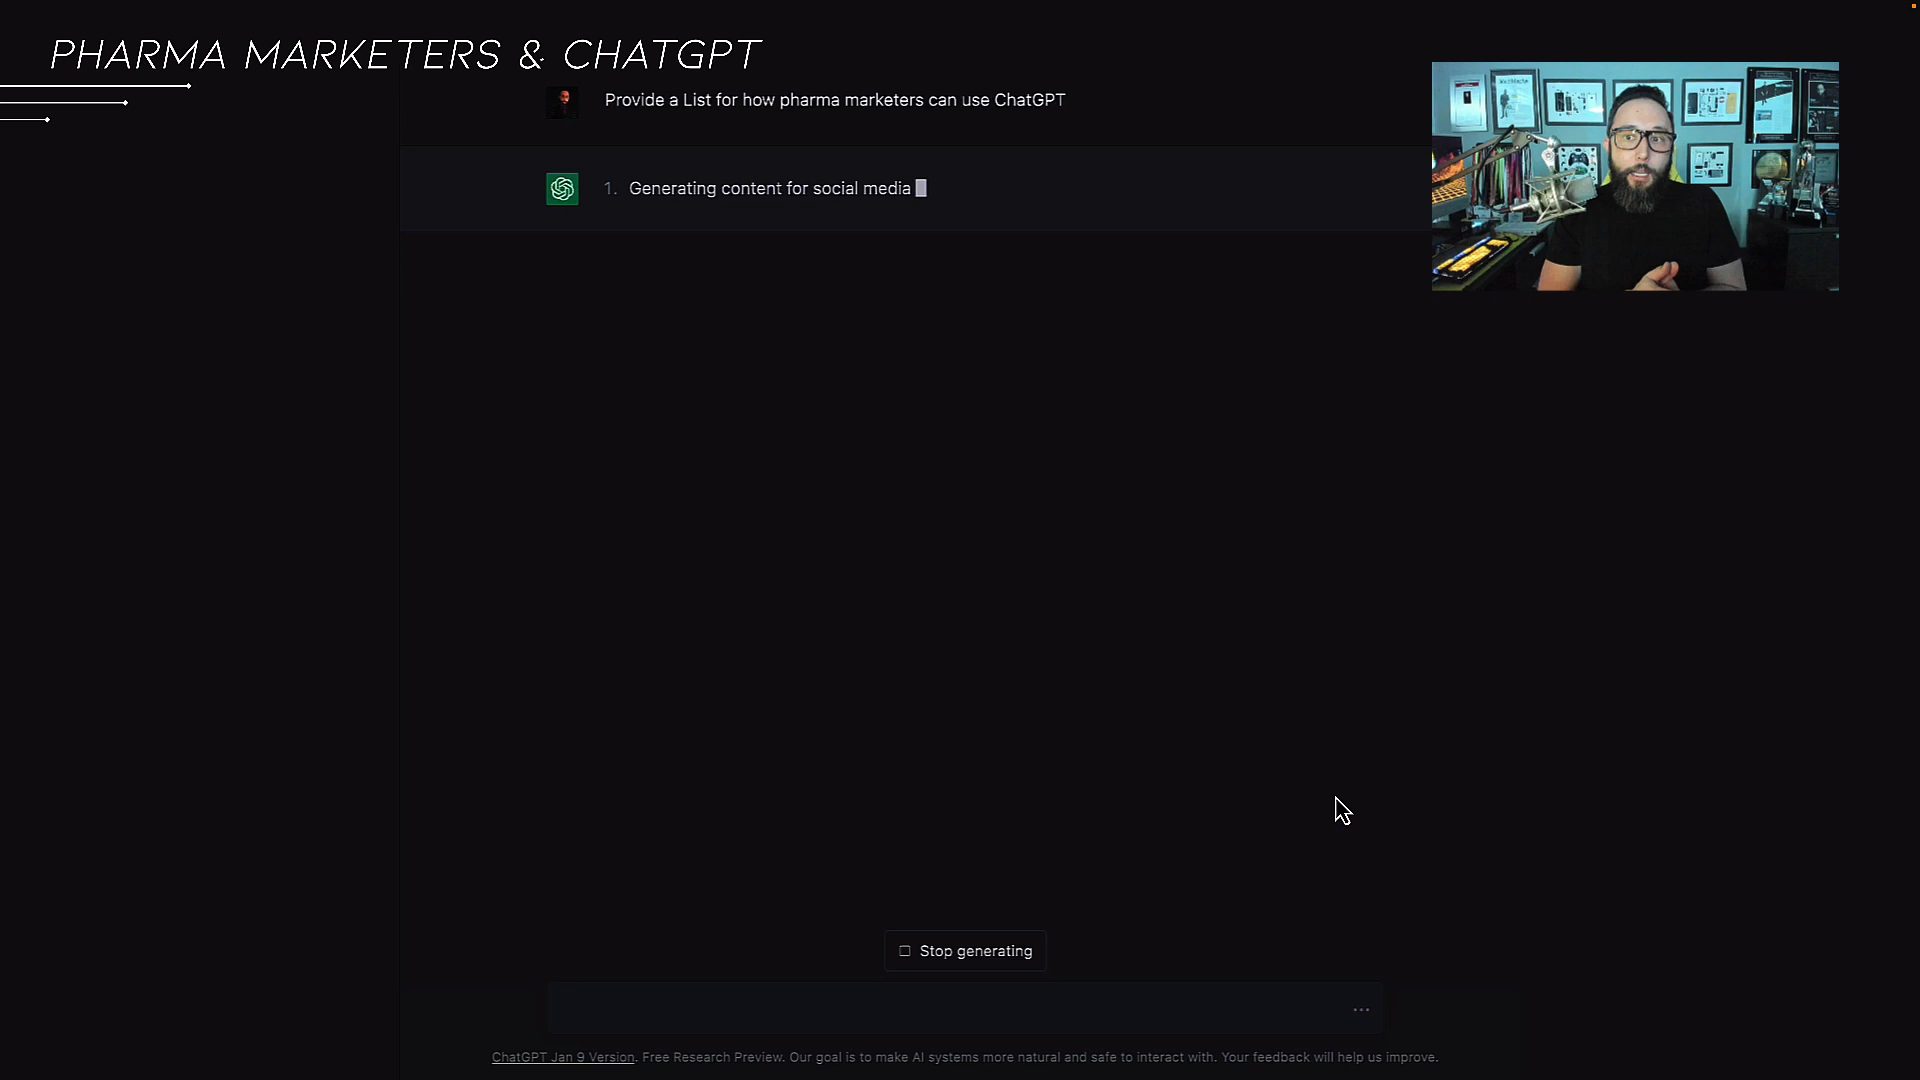 PHARMA MARKETERS & CHATGPT
Provide a List for how pharma marketers can use ChatGPT
1. Generating content for social media
Stop generating
ChatGPT Jan 9 Version. Free Research Preview. Our goal is to make AI systems more natural and safe to interact with. Your feedback will help us improve.